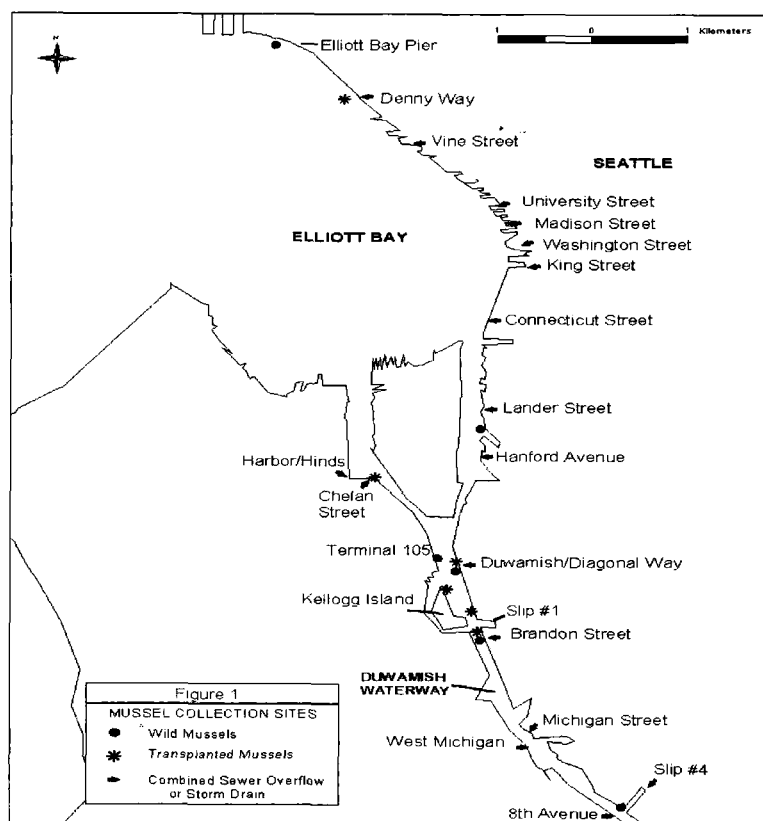 N
1 0 1 Kilometers
Elliott Bay Pier
Denny Way
Vine Street
SEATTLE
University Street
Madison Street
ELLIOTT BAY
Washington Street
King Street
Connecticut Street
Lander Street
Harbor/Hinds
Hanford Avenue
Chelan
Street
Terminal 105
Duwamish/Diagonal Way
Kellogg Island
Slip #1
Brandon Street
DUWAMISH
WATERWAY
Michigan Street
West Michigan
Slip #4
8th Avenue
Figure 1
MUSSEL COLLECTION SITES
Wild Mussels
Transplanted Mussels
Combined Sewer Overflow
or Storm Drain